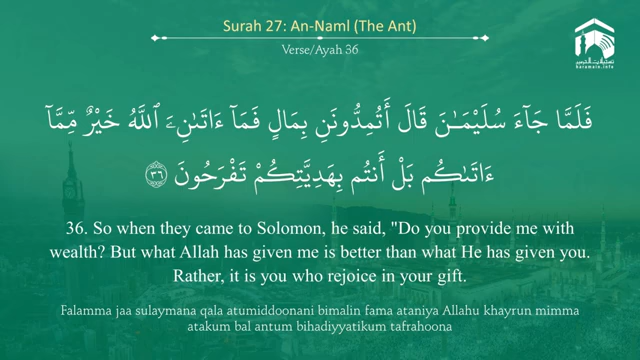 Surah 27: An-Naml (The Ant)
Verse/Ayah 36
haramain.info
فَلَمَّا جَآءَ سُلَيْمَـٰنَ قَالَ أَتُمِدُّونَنِ بِمَالٍ فَمَآ ءَاتَىٰنِۦَ ٱللَّهُ خَيْرٌ مِّمَّآ
ءَاتَىٰكُم بَلْ أَنتُم بِهَدِيَّتِكُمْ تَفْرَحُونَ ٣٦
36. So when they came to Solomon, he said, "Do you provide me with
wealth? But what Allah has given me is better than what He has given you.
Rather, it is you who rejoice in your gift.
Falamma jaa sulaymana qala atumiddoonani bimalin fama ataniya Allahu khayrun mimma
atakum bal antum bihadiyyatikum tafrahoona